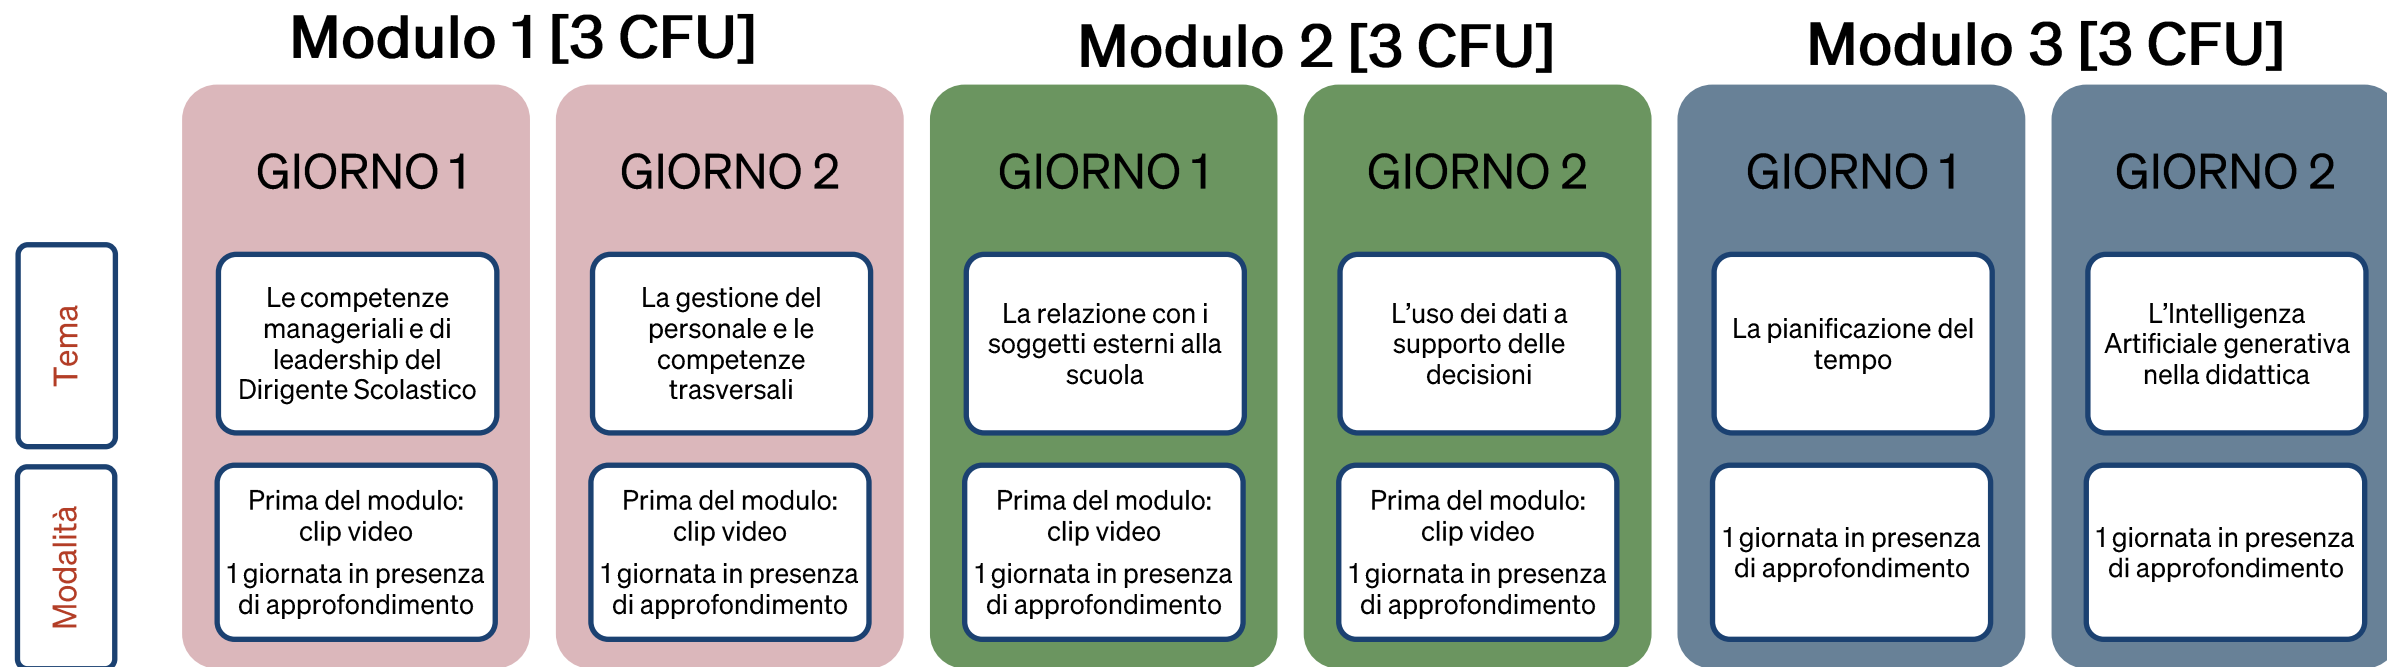 Modulo 1 [3 CFU]
Modulo 2 [3 CFU]
Modulo 3 [3 CFU]
GIORNO 1
GIORNO 2
GIORNO 1
GIORNO 2
GIORNO 1
GIORNO 2
Tema
Le competenze
manageriali e di
leadership del
Dirigente Scolastico
La gestione del
personale e le
competenze
trasversali
La relazione con i
soggetti esterni alla
scuola
L'uso dei dati a
supporto delle
decisioni
La pianificazione del
tempo
L'Intelligenza
Artificiale generativa
nella didattica
Modalità
Prima del modulo:
clip video
1 giornata in presenza
di approfondimento
Prima del modulo:
clip video
1 giornata in presenza
di approfondimento
Prima del modulo:
clip video
1 giornata in presenza
di approfondimento
Prima del modulo:
clip video
1 giornata in presenza
di approfondimento
1 giornata in presenza
di approfondimento
1 giornata in presenza
di approfondimento